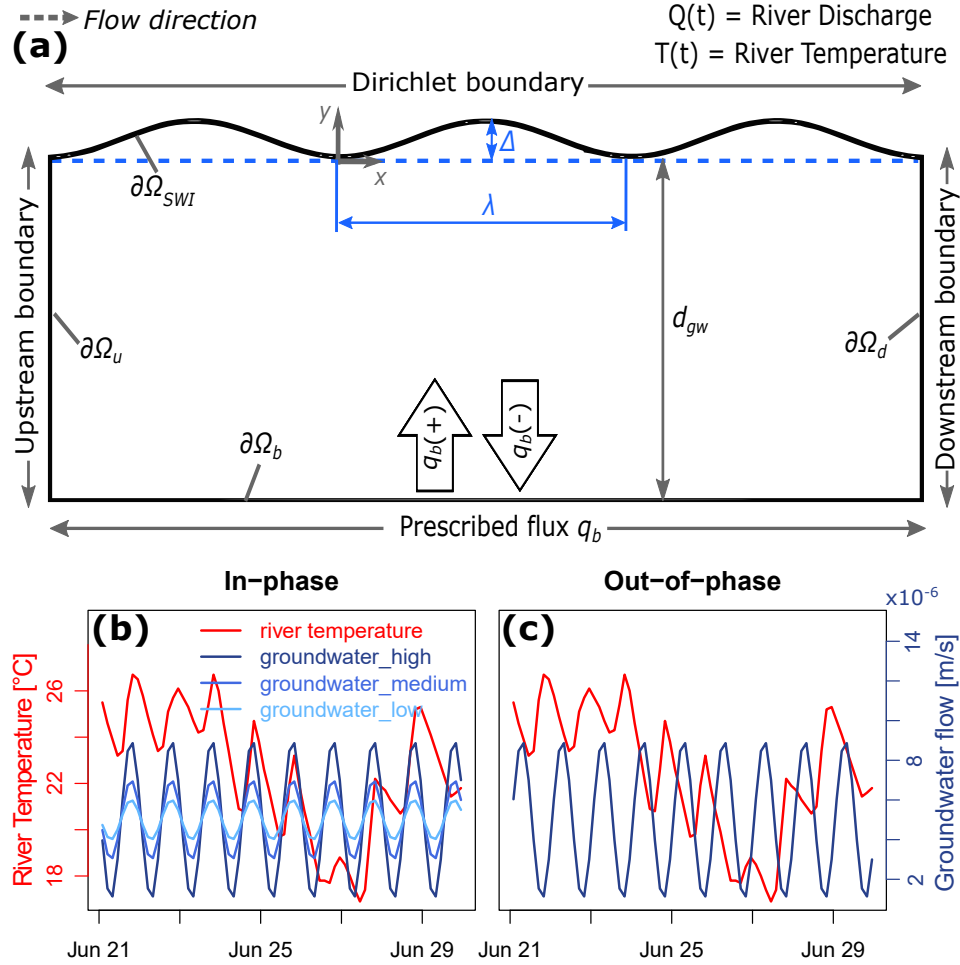 Flow direction
Q(t) = River Discharge
(a)
T(t) = River Temperature
Dirichlet boundary
y
Δ
x
∂Ω_SWI
λ
Upstream boundary
Downstream boundary
d_gw
∂Ω_u
∂Ω_d
q_b(+)
q_b(-)
∂Ω_b
Prescribed flux q_b
In-phase
Out-of-phase
x10^-6
(b)
river temperature
groundwater_high
groundwater_medium
groundwater_low
(c)
River Temperature [°C]
26
22
18
14
8
2
Groundwater flow [m/s]
Jun 21
Jun 25
Jun 29
Jun 21
Jun 25
Jun 29